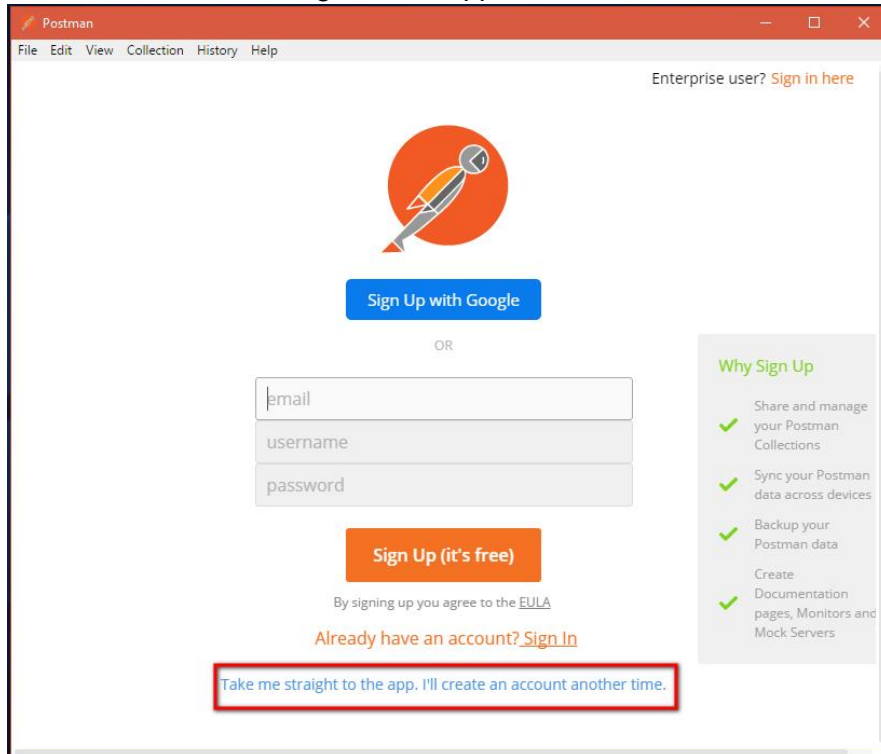 Postman
File Edit View Collection History Help
Enterprise user? Sign in here
Sign Up with Google
OR
email
username
password
Sign Up (it's free)
By signing up you agree to the EULA
Already have an account? Sign In
Take me straight to the app. I'll create an account another time.
Why Sign Up
Share and manage
your Postman
Collections
Sync your Postman
data across devices
Backup your
Postman data
Create
Documentation
pages, Monitors and
Mock Servers